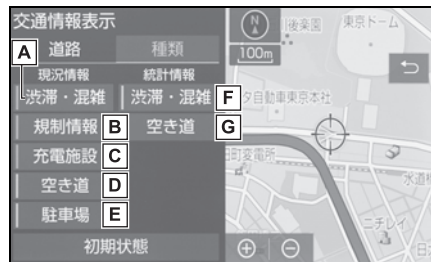 交通情報表示
道路
種類
現況情報
統計情報
A
渋滞・混雑
渋滞・混雑
F
規制情報
B
空き道
G
充電施設
C
空き道
D
駐車場
E
初期状態
N
100m
後楽園
東京ドーム
タ自動車東京本社
町変電所
水道
ニチレイ